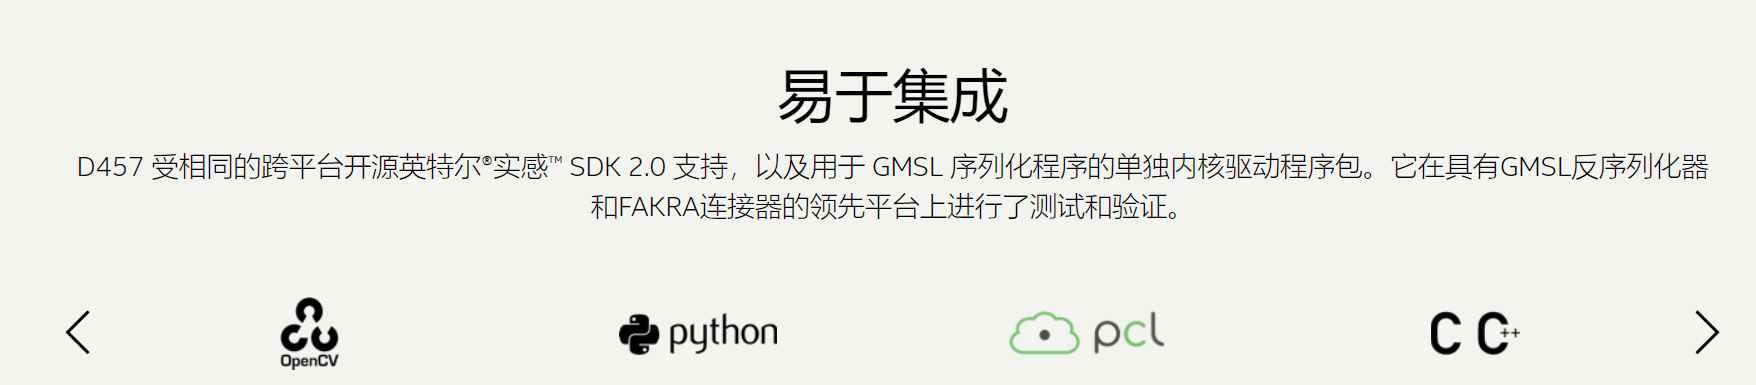 易于集成
D457 受相同的跨平台开源英特尔®实感™ SDK 2.0 支持，以及用于 GMSL 序列化程序的单独内核驱动程序包。它在具有GMSL反序列化器
和FAKRA连接器的领先平台上进行了测试和验证。
OpenCV
python
pcl
C C++